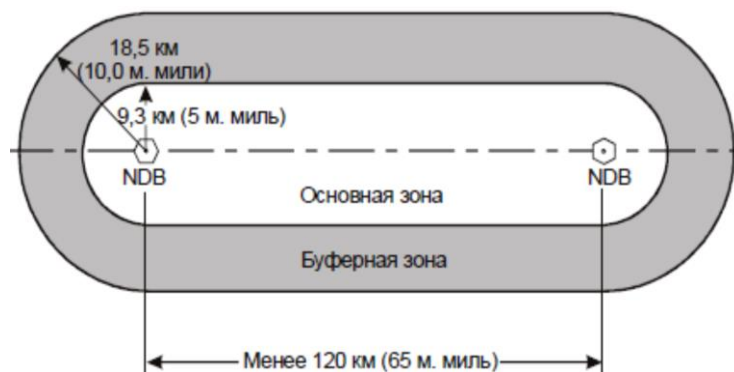 18,5 км
(10,0 м. мили)
9,3 км (5 м. миль)
NDB
NDB
Основная зона
Буферная зона
Менее 120 км (65 м. миль)